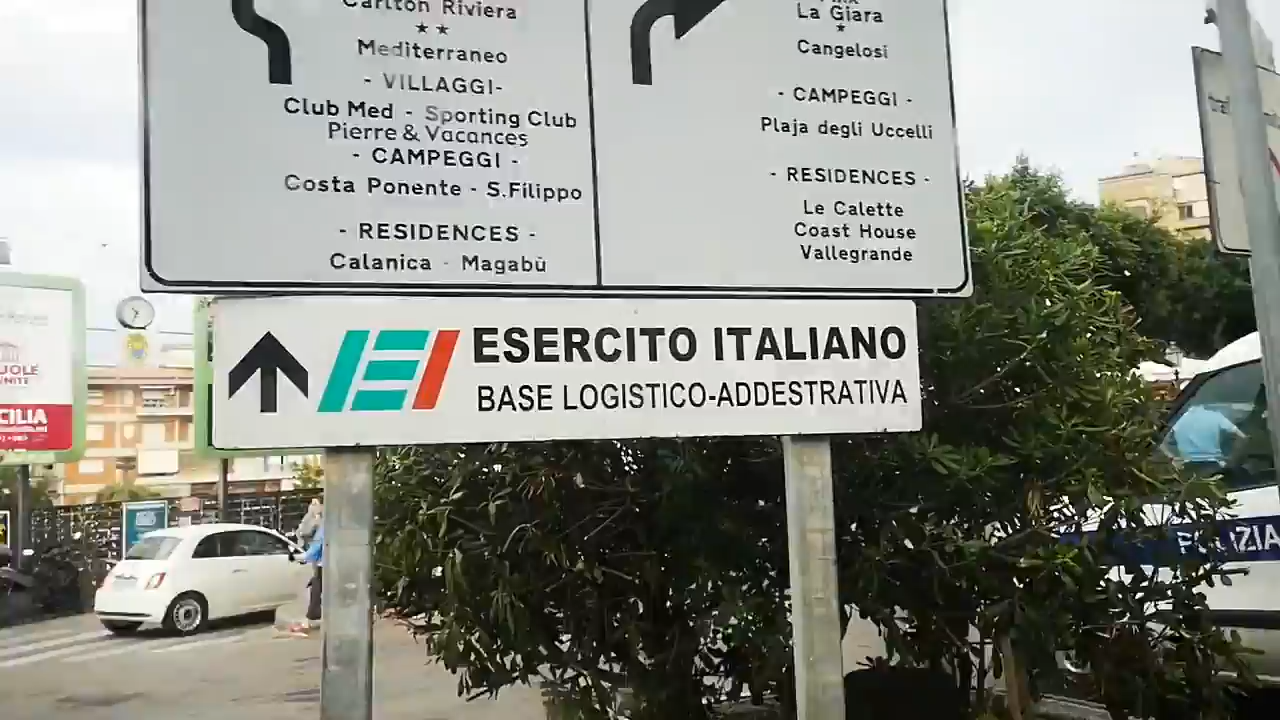 Carlton Riviera
★ ★
Mediterraneo
- VILLAGGI-
Club Med - Sporting Club
Pierre & Vacances
- CAMPEGGI -
Costa Ponente - S.Filippo
- RESIDENCES -
Calanica - Magabù
La Giara
★
Cangelosi
- CAMPEGGI -
Plaja degli Uccelli
- RESIDENCES -
Le Calette
Coast House
Vallegrande
EI ESERCITO ITALIANO
BASE LOGISTICO-ADDESTRATIVA
POLIZIA